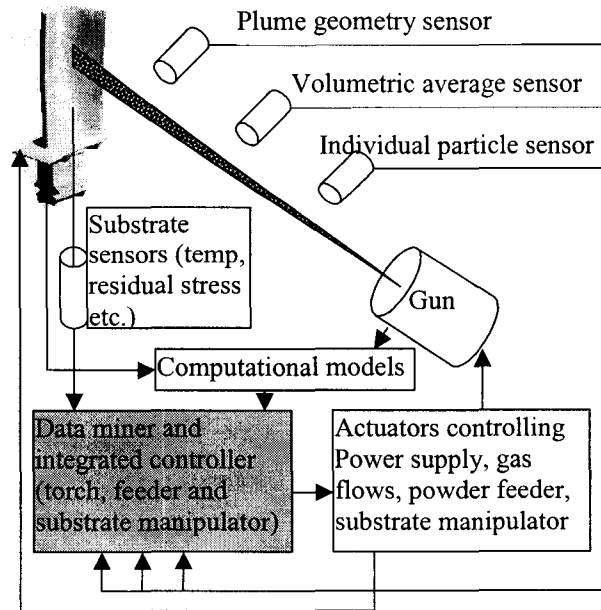 Plume geometry sensor
Volumetric average sensor
Individual particle sensor
Substrate
sensors (temp,
residual stress
etc.)
Gun
Computational models
Data miner and
integrated controller
(torch, feeder and
substrate manipulator)
Actuators controlling
Power supply, gas
flows, powder feeder,
substrate manipulator